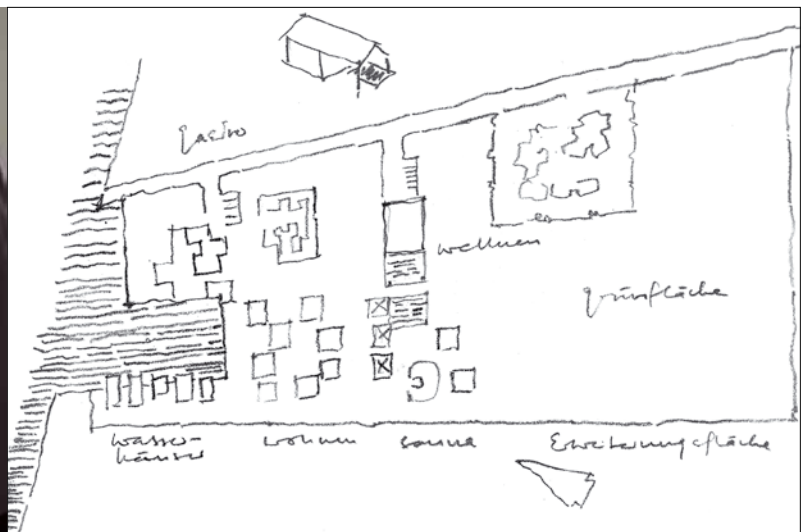 gastro
wellness
grünfläche
wasser-
häuser
wohnen
sauna
Erweiterungsfläche